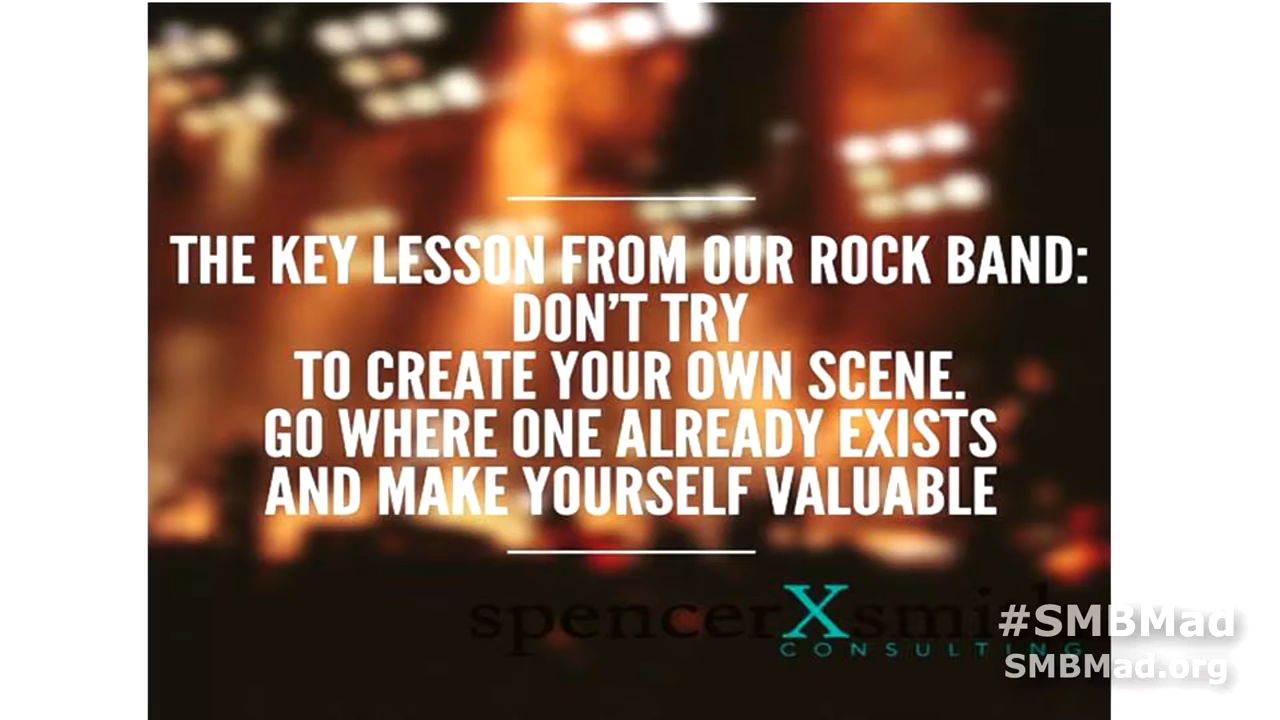 THE KEY LESSON FROM OUR ROCK BAND:
DON'T TRY
TO CREATE YOUR OWN SCENE.
GO WHERE ONE ALREADY EXISTS
AND MAKE YOURSELF VALUABLE
spencerXsmith
CONSULTING
#SMBMad
SMBMad.org